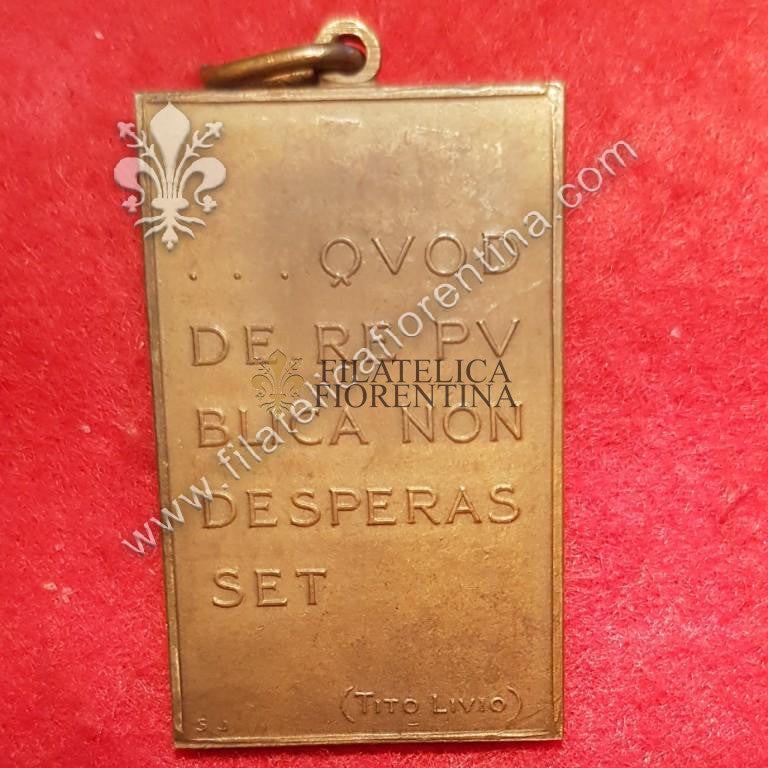 . . . QVOD
DE RE PV
BLICA NON
DESPERAS
SET
(TITO LIVIO)
S J
FILATELICA
FIORENTINA
www.filatelicafiorentina.com